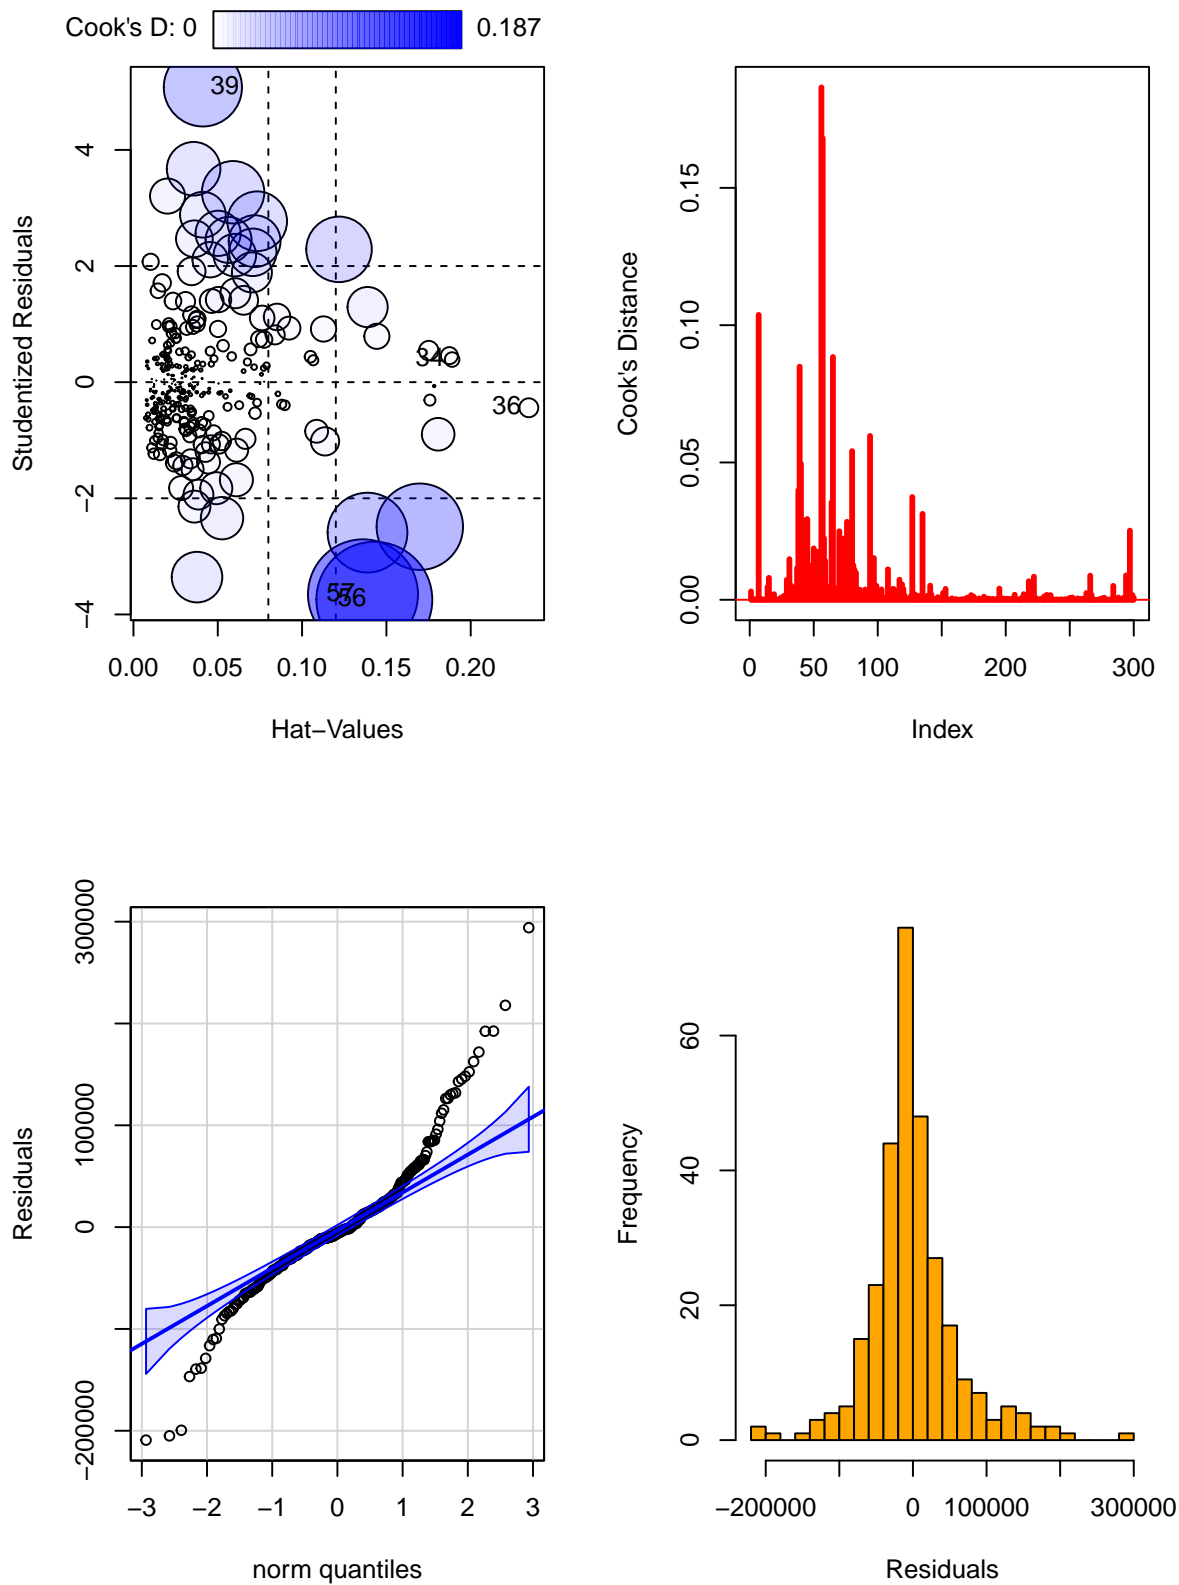 Cook's D: 0 0.187
39
34
36
57
56
4
2
0
−2
−4
Studentized Residuals
0.00 0.05 0.10 0.15 0.20
Hat−Values
0.15
0.10
0.05
0.00
Cook's Distance
0 50 100 200 300
Index
300000
100000
0
−200000
Residuals
−3 −2 −1 0 1 2 3
norm quantiles
60
40
20
0
Frequency
−200000 0 100000 300000
Residuals